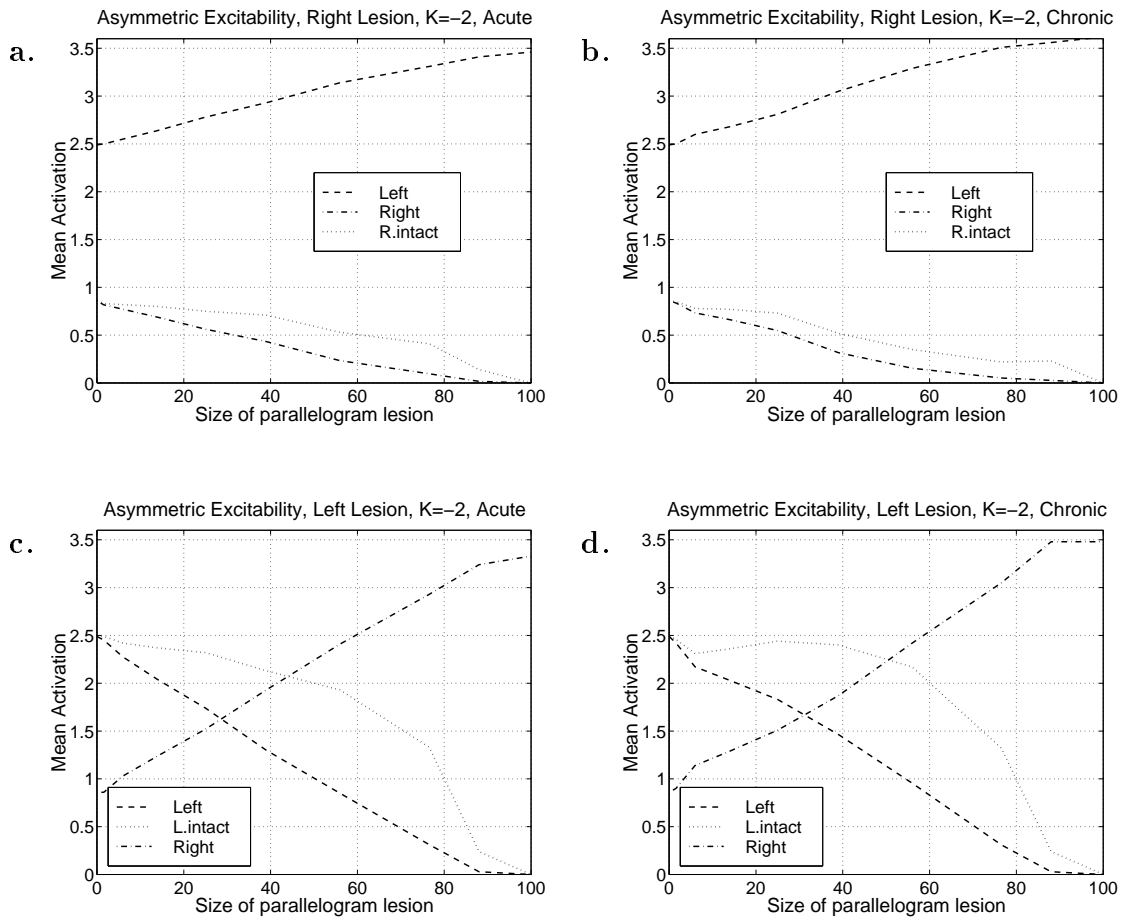 Asymmetric Excitability, Right Lesion, K=−2, Acute
a.
Mean Activation
3.5
3
2.5
2
1.5
1
0.5
0
Left
Right
R.intact
0 20 40 60 80 100
Size of parallelogram lesion
Asymmetric Excitability, Right Lesion, K=−2, Chronic
b.
Mean Activation
3.5
3
2.5
2
1.5
1
0.5
0
Left
Right
R.intact
0 20 40 60 80 100
Size of parallelogram lesion
Asymmetric Excitability, Left Lesion, K=−2, Acute
c.
Mean Activation
3.5
3
2.5
2
1.5
1
0.5
0
Left
L.intact
Right
0 20 40 60 80 100
Size of parallelogram lesion
Asymmetric Excitability, Left Lesion, K=−2, Chronic
d.
Mean Activation
3.5
3
2.5
2
1.5
1
0.5
0
Left
L.intact
Right
0 20 40 60 80 100
Size of parallelogram lesion